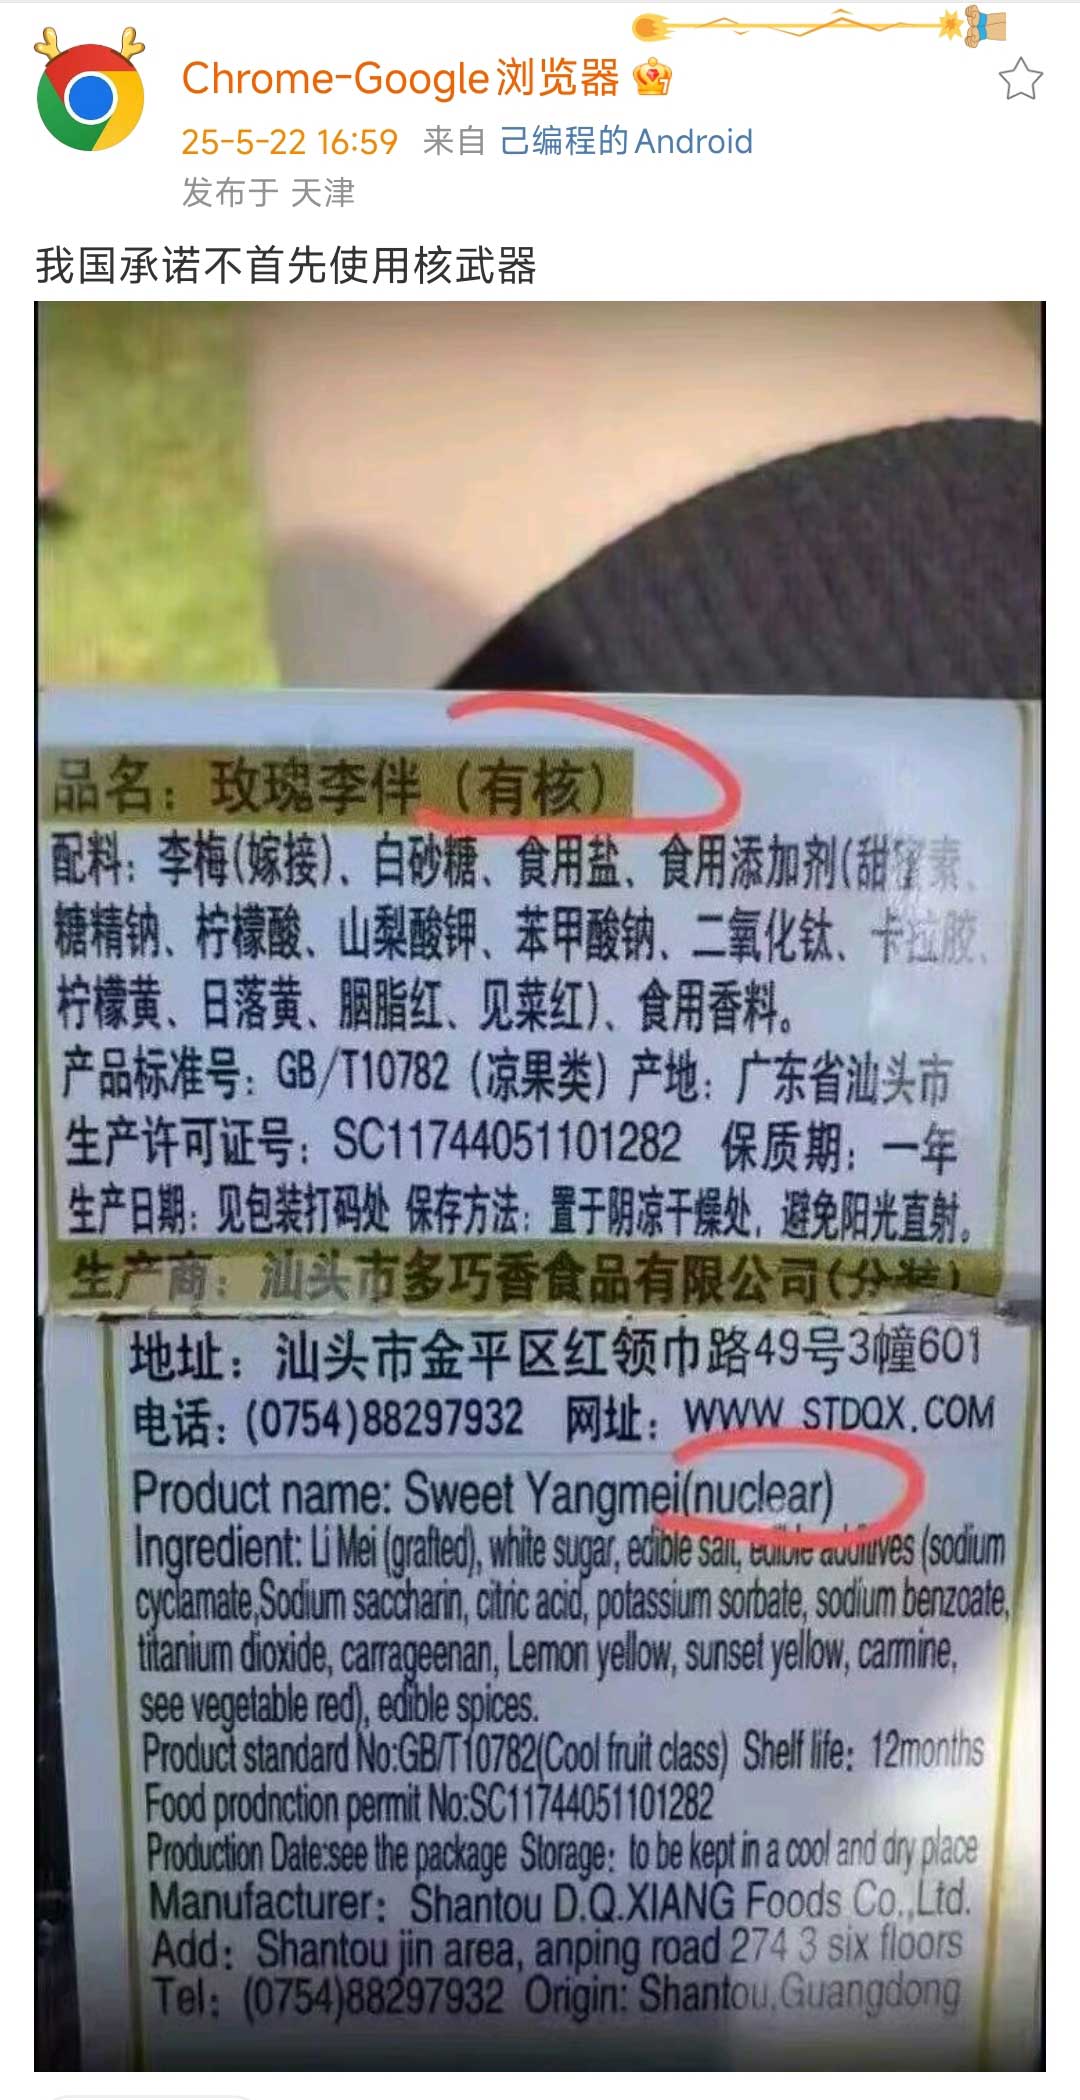 Chrome-Google浏览器
25-5-22 16:59 来自 己编程的Android
发布于 天津
我国承诺不首先使用核武器
品名：玫瑰李伴（有核）
配料：李梅(嫁接)、白砂糖、食用盐、食用添加剂(甜蜜素、
糖精钠、柠檬酸、山梨酸钾、苯甲酸钠、二氧化钛、卡拉胶、
柠檬黄、日落黄、胭脂红、见菜红)、食用香料。
产品标准号：GB/T10782（凉果类）产地：广东省汕头市
生产许可证号：SC11744051101282 保质期：一年
生产日期：见包装打码处 保存方法：置于阴凉干燥处，避免阳光直射。
生产商：汕头市多巧香食品有限公司(分装)
地址：汕头市金平区红领巾路49号3幢601
电话：(0754)88297932 网址：WWW.STDQX.COM
Product name: Sweet Yangmei(nuclear)
Ingredient: Li Mei (grafted), white sugar, edible salt, edible additives (sodium
cyclamate,Sodium saccharin, citric acid, potassium sorbate, sodium benzoate,
titanium dioxide, carrageenan, Lemon yellow, sunset yellow, carmine,
see vegetable red), edible spices.
Product standard No:GB/T10782(Cool fruit class) Shelf life：12months
Food prodnction permit No:SC11744051101282
Production Date:see the package Storage：to be kept in a cool and dry place
Manufacturer：Shantou D.Q.XIANG Foods Co.,Ltd.
Add：Shantou jin area, anping road 274 3 six floors
Tel：(0754)88297932 Origin: Shantou,Guangdong